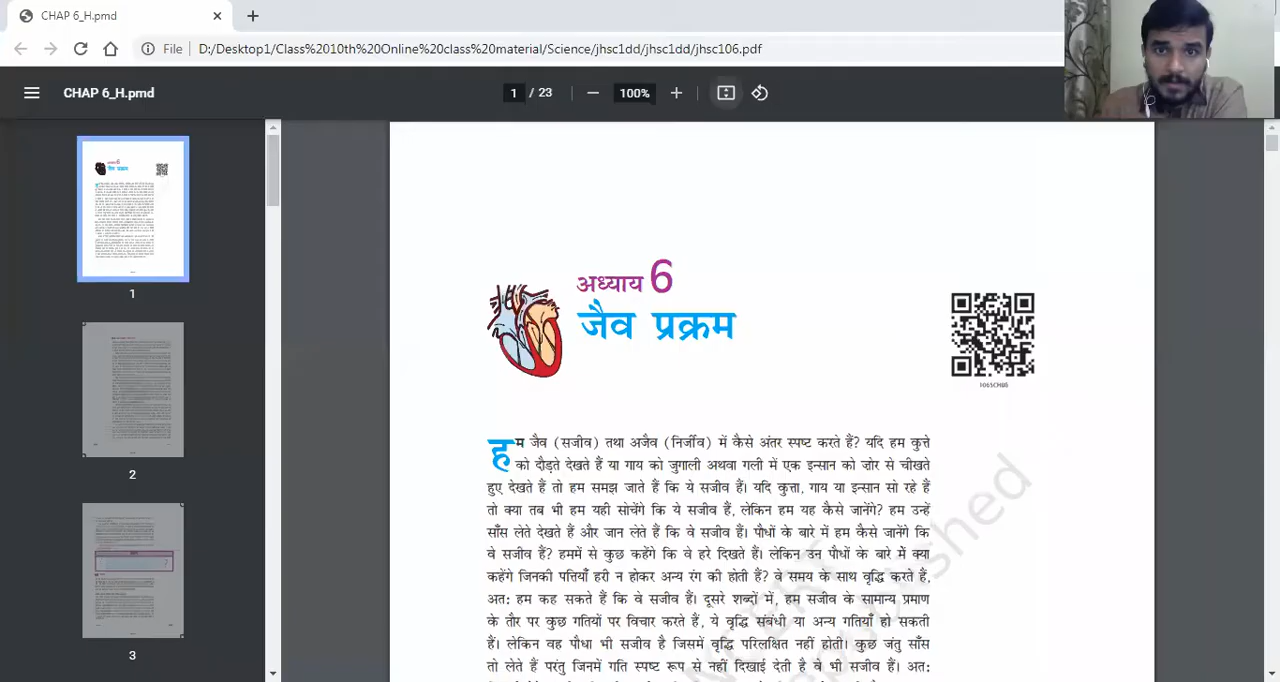 CHAP 6_H.pmd
File D:/Desktop1/Class%2010th%20Online%20class%20material/Science/jhsc1dd/jhsc1dd/jhsc106.pdf
CHAP 6_H.pmd
1 / 23
100%
1
2
3
अध्याय 6
जैव प्रक्रम
हम जैव (सजीव) तथा अजैव (निर्जीव) में कैसे अंतर स्पष्ट करते हैं? यदि हम कुत्ते
को दौड़ते देखते हैं या गाय को जुगाली अथवा गली में एक इन्सान को जोर से चीखते
हुए देखते हैं तो हम समझ जाते हैं कि ये सजीव हैं। यदि कुत्ता, गाय या इन्सान सो रहे हैं
तो क्या तब भी हम यही सोचेंगे कि ये सजीव हैं, लेकिन हम यह कैसे जानेंगे? हम उन्हें
साँस लेते देखते हैं और जान लेते हैं कि वे सजीव हैं। पौधों के बारे में हम कैसे जानेंगे कि
वे सजीव हैं? हममें से कुछ कहेंगे कि वे हरे दिखते हैं। लेकिन उन पौधों के बारे में क्या
कहेंगे जिनकी पत्तियाँ हरी न होकर अन्य रंग की होती हैं? वे समय के साथ वृद्धि करते हैं,
अत: हम कह सकते हैं कि वे सजीव हैं। दूसरे शब्दों में, हम सजीव के सामान्य प्रमाण
के तौर पर कुछ गतियों पर विचार करते हैं, ये वृद्धि संबंधी या अन्य गतियाँ हो सकती
हैं। लेकिन वह पौधा भी सजीव है जिसमें वृद्धि परिलक्षित नहीं होती। कुछ जंतु साँस
तो लेते हैं परंतु जिनमें गति स्पष्ट रूप से नहीं दिखाई देती है वे भी सजीव हैं। अत: